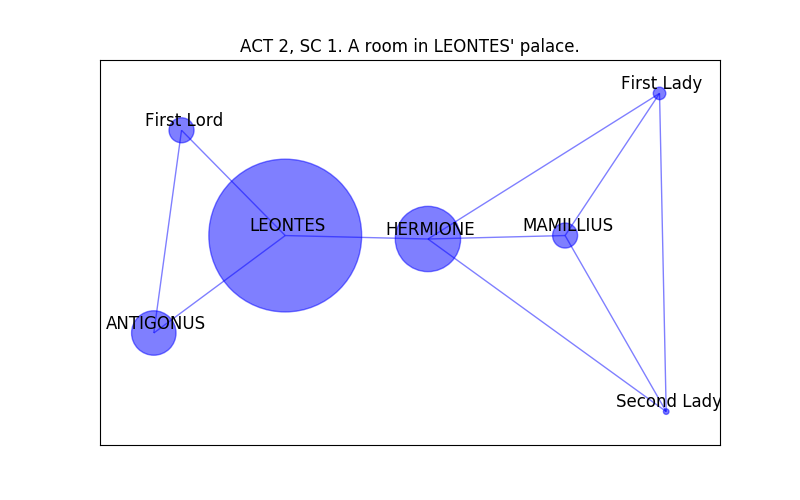 ACT 2, SC 1. A room in LEONTES' palace.
First Lady
First Lord
LEONTES
HERMIONE
MAMILLIUS
ANTIGONUS
Second Lady